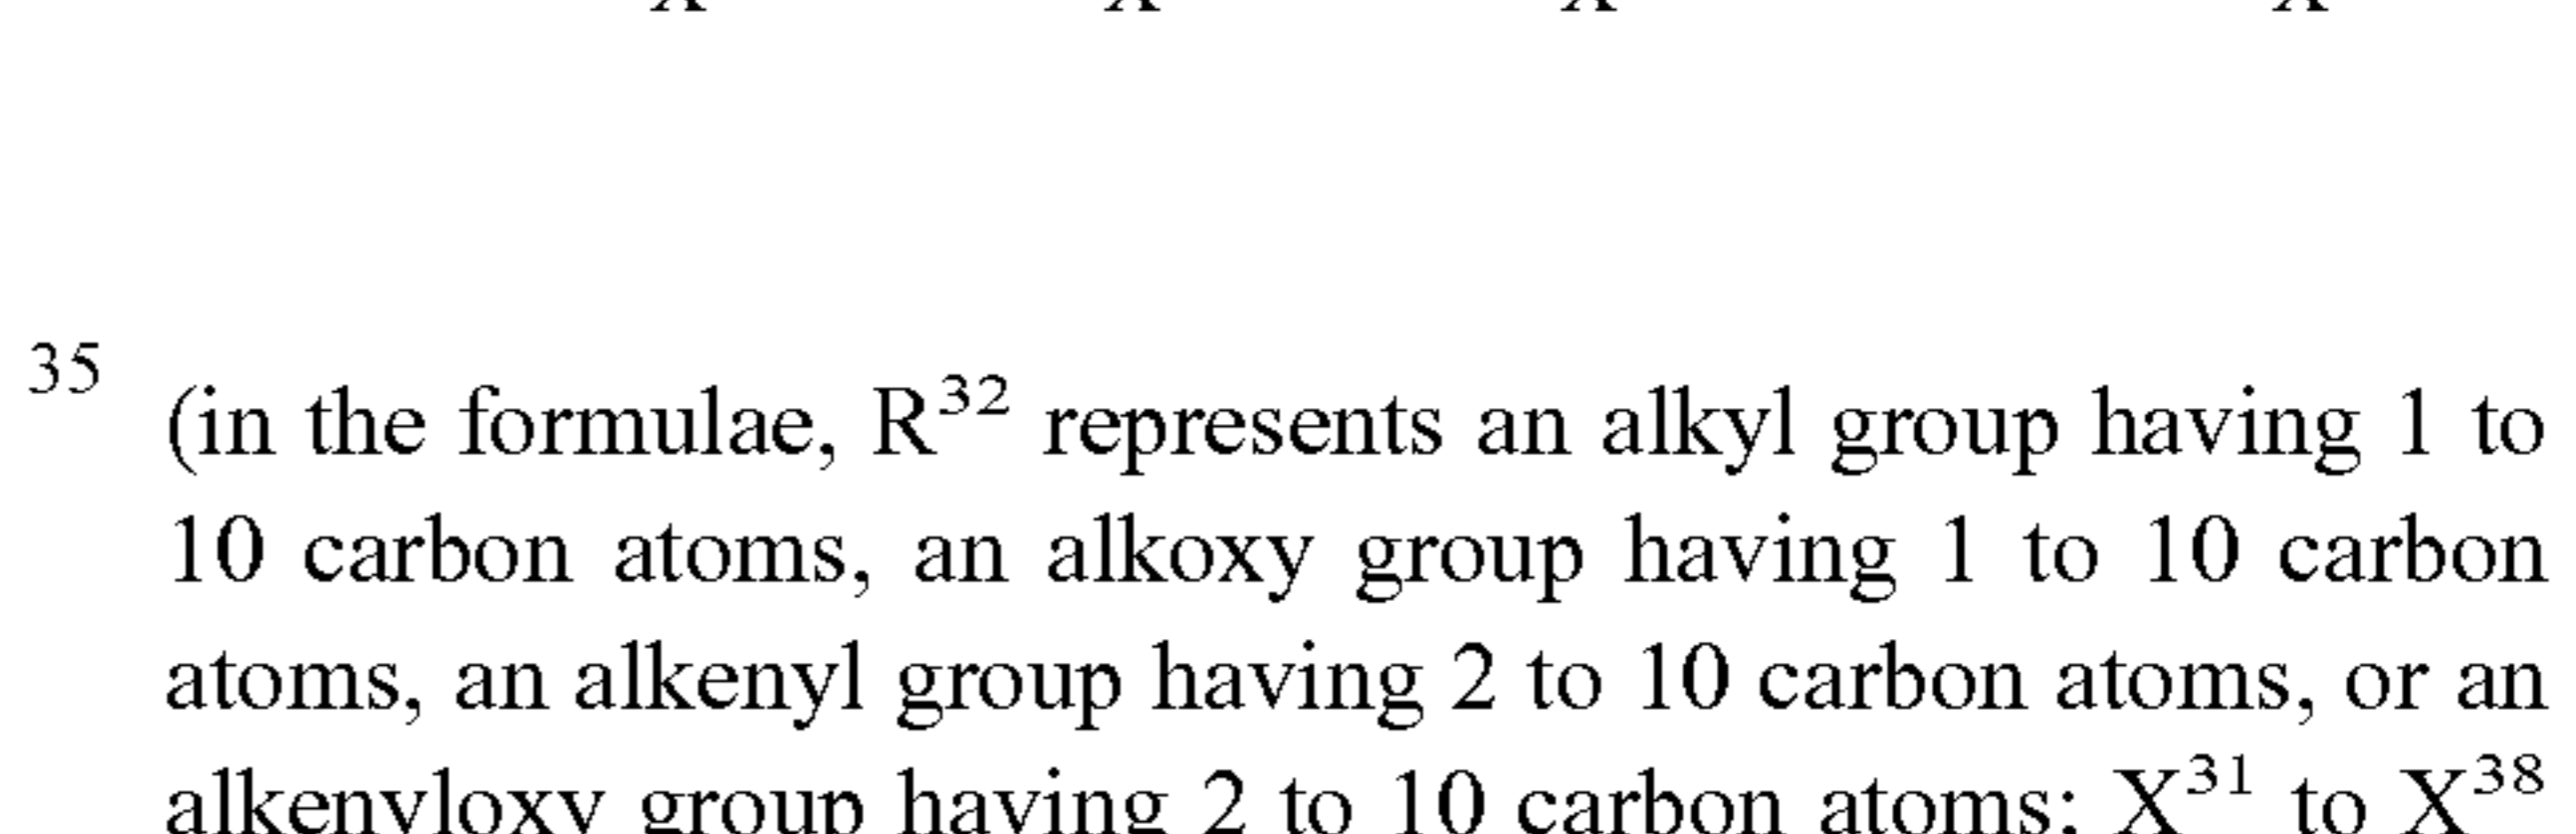 35
(in the formulae, R³² represents an alkyl group having 1 to
10 carbon atoms, an alkoxy group having 1 to 10 carbon
atoms, an alkenyl group having 2 to 10 carbon atoms, or an
alkenyloxy group having 2 to 10 carbon atoms; X³¹ to X³⁸